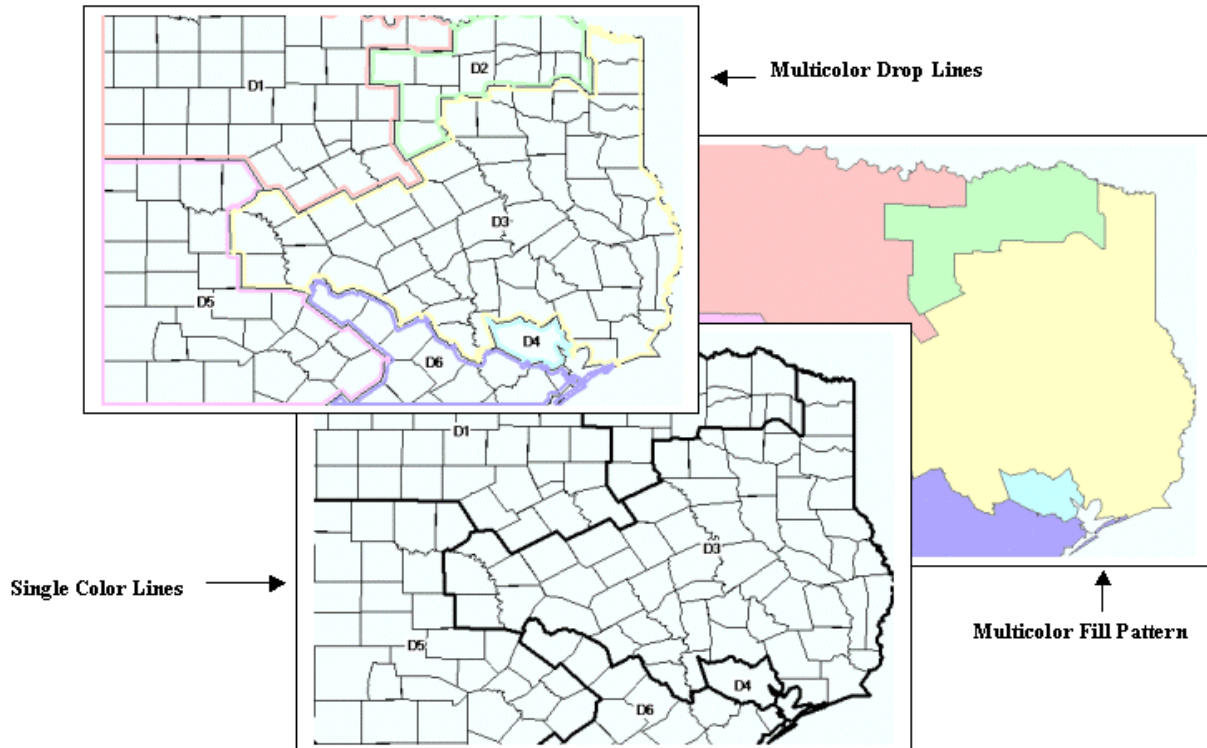 D2
D1
Multicolor Drop Lines
D3
D5
D4
D6
D1
D3
Single Color Lines
D5
D4
D6
Multicolor Fill Pattern